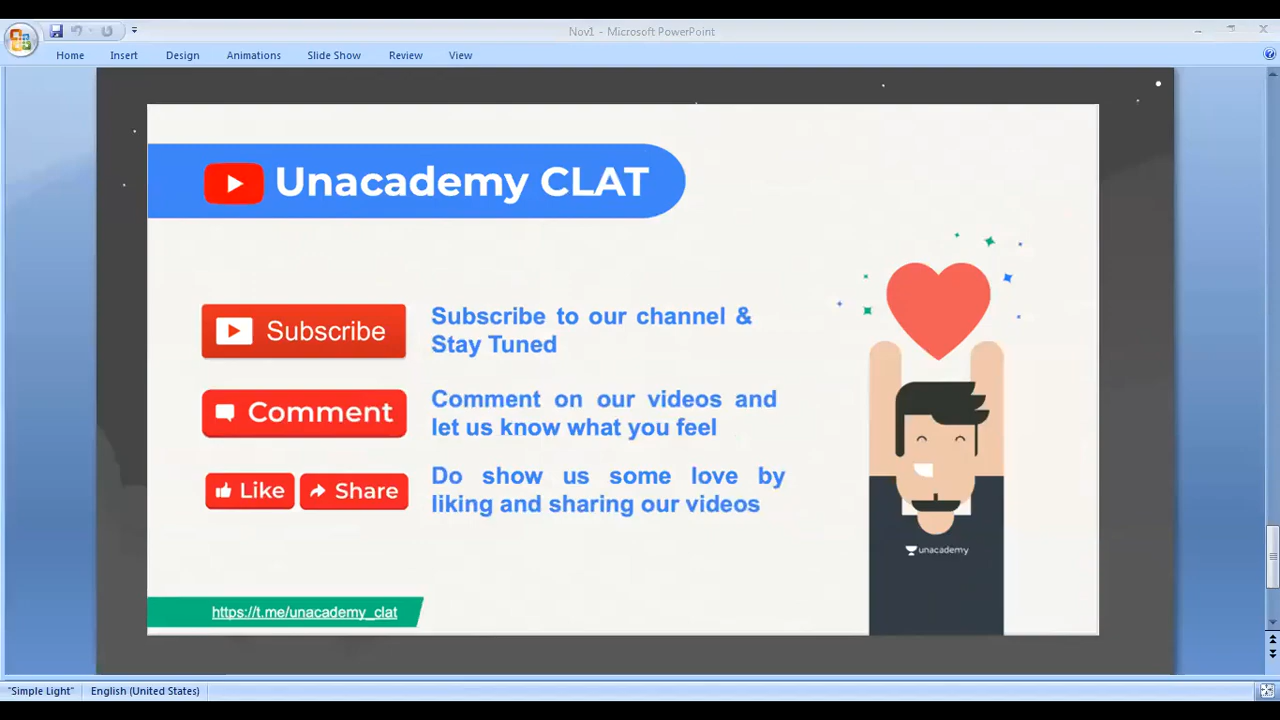 Nov1 - Microsoft PowerPoint
Home Insert Design Animations Slide Show Review View
Unacademy CLAT
Subscribe
Subscribe to our channel &
Stay Tuned
Comment
Comment on our videos and
let us know what you feel
Like Share
Do show us some love by
liking and sharing our videos
unacademy
https://t.me/unacademy_clat
"Simple Light" English (United States)